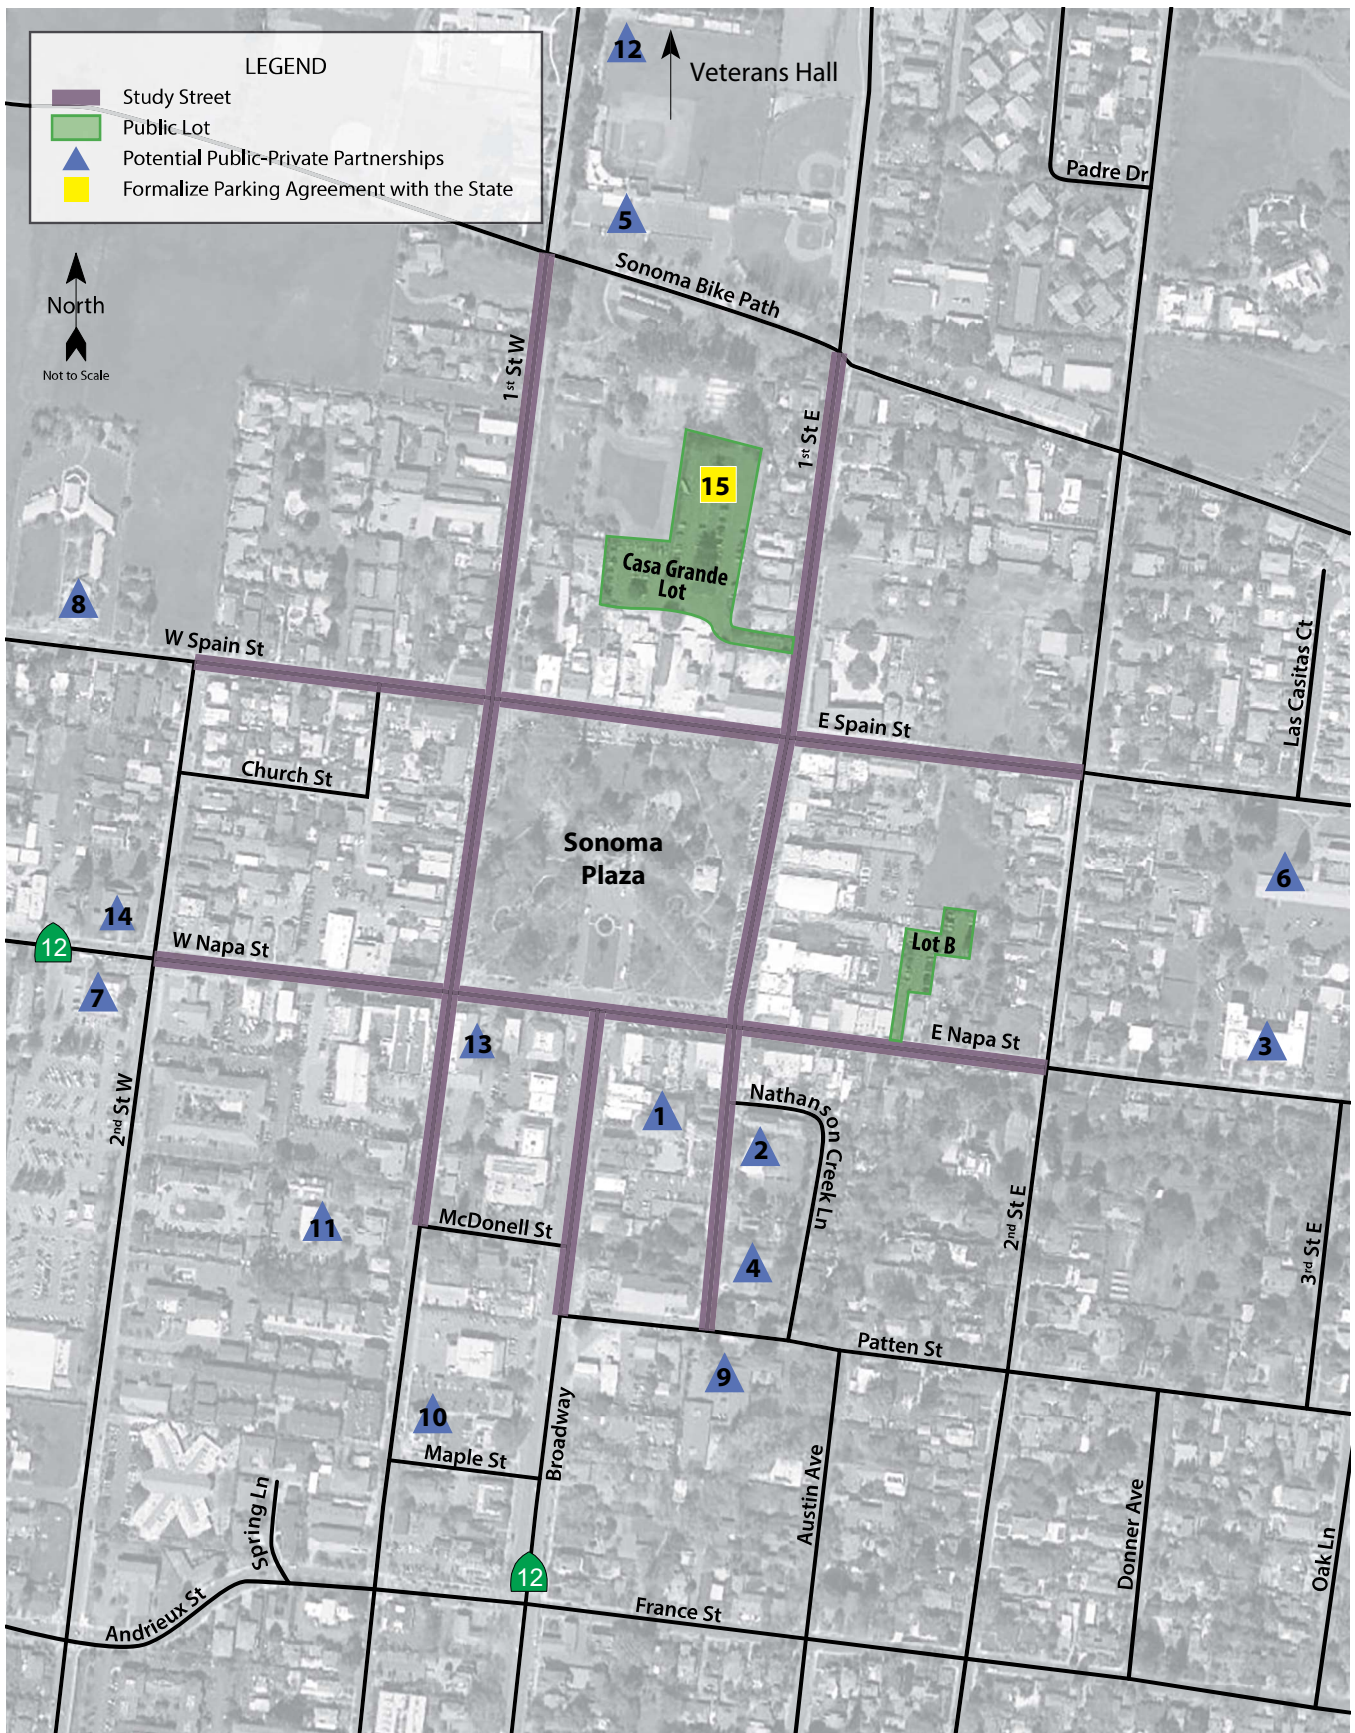 12
Veterans Hall
LEGEND
Study Street
Public Lot
Potential Public-Private Partnerships
Formalize Parking Agreement with the State
Padre Dr
5
Sonoma Bike Path
North
Not to Scale
1st St W
1st St E
15
Casa Grande
Lot
8
W Spain St
E Spain St
Las Casitas Ct
Church St
Sonoma
Plaza
6
14
12
W Napa St
Lot B
7
13
E Napa St
3
1
Nathanson Creek Ln
2
2nd St W
11
McDonell St
4
2nd St E
3rd St E
Patten St
9
10
Broadway
Maple St
Austin Ave
Spring Ln
Donner Ave
Oak Ln
12
Andrieux St
France St